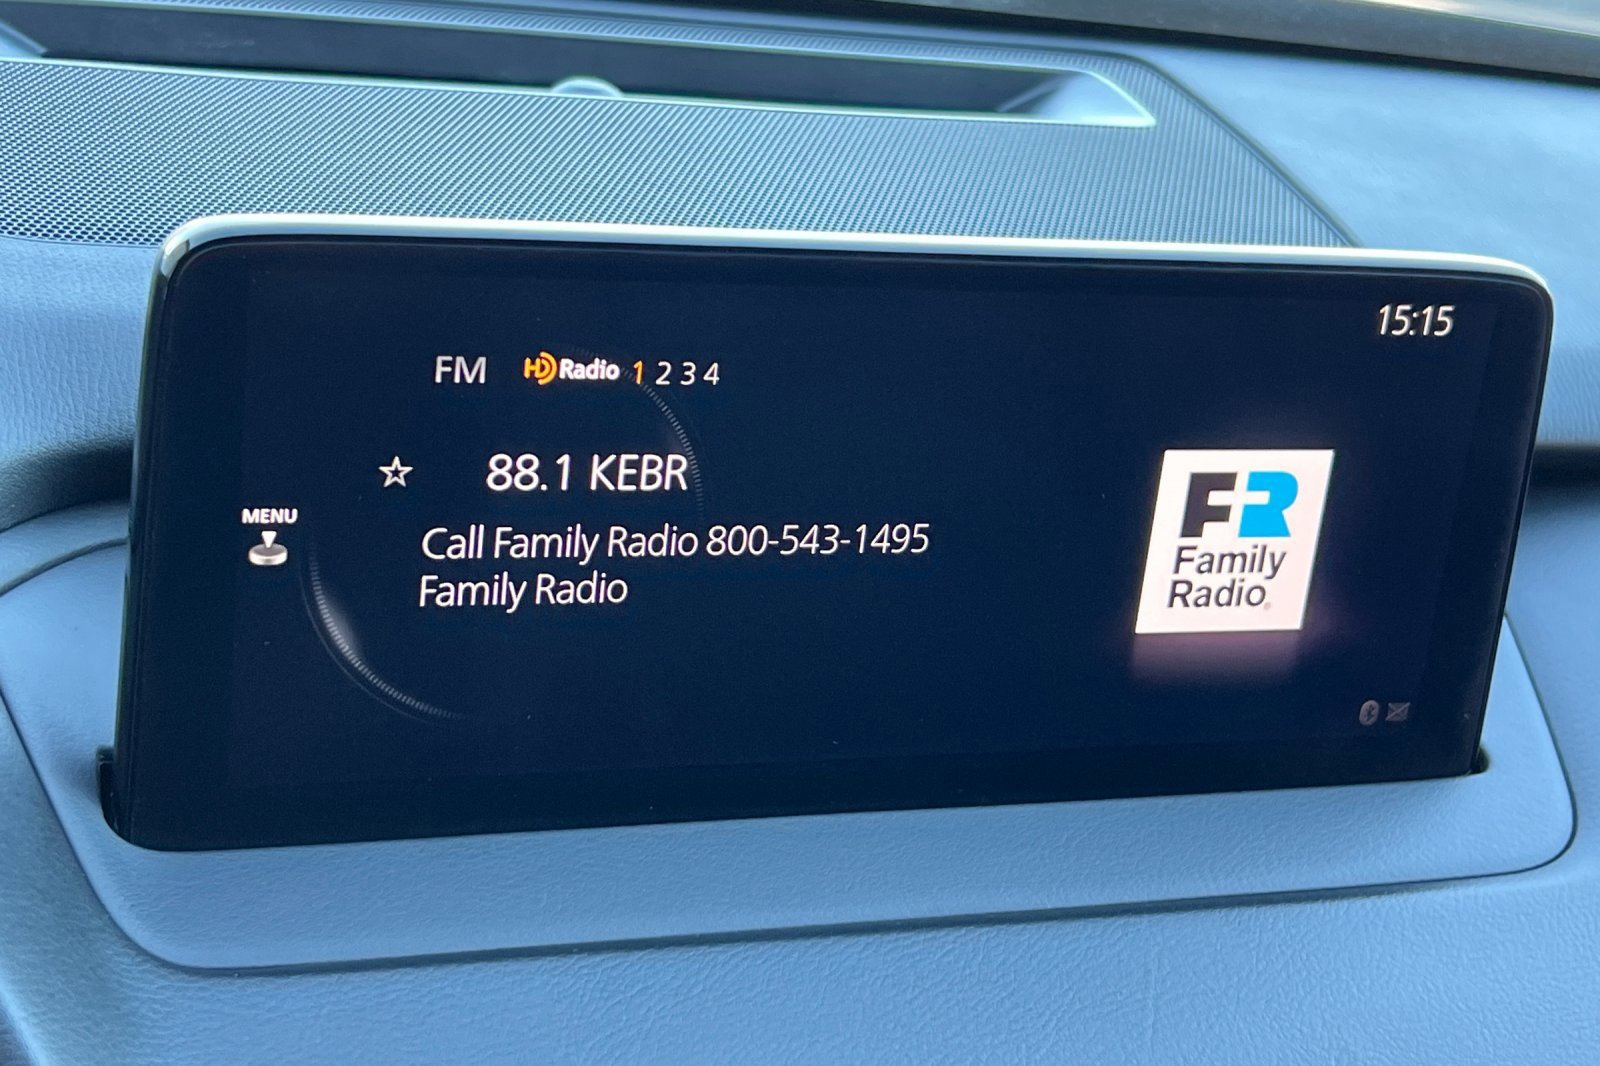 15:15
FM HD Radio 1 2 3 4
88.1 KEBR
MENU
Call Family Radio 800-543-1495
Family Radio
FR
Family
Radio